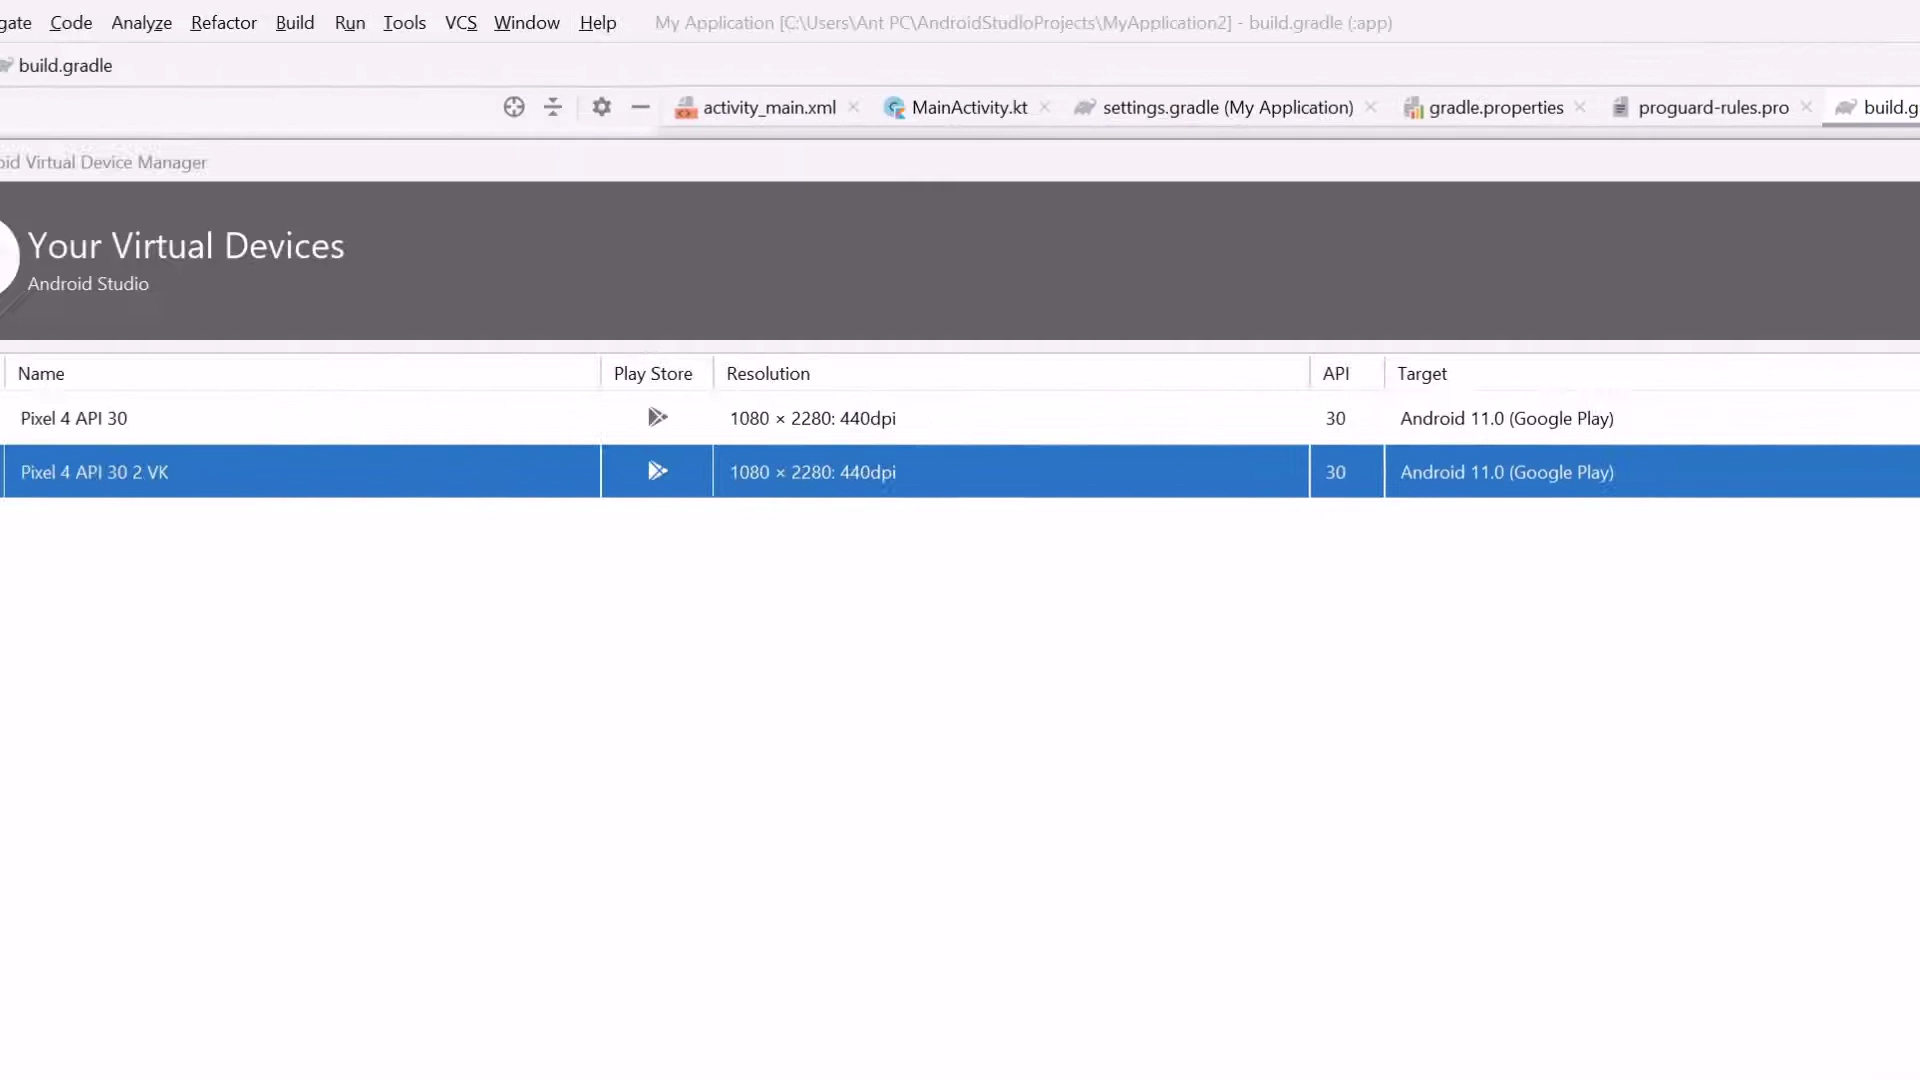 gate Code Analyze Refactor Build Run Tools VCS Window Help My Application [C:\Users\Ant PC\AndroidStudioProjects\MyApplication2] - build.gradle (:app)
build.gradle
activity_main.xml MainActivity.kt settings.gradle (My Application) gradle.properties proguard-rules.pro build.g
oid Virtual Device Manager
Your Virtual Devices
Android Studio
Name Play Store Resolution API Target
Pixel 4 API 30 1080 × 2280: 440dpi 30 Android 11.0 (Google Play)
Pixel 4 API 30 2 VK 1080 × 2280: 440dpi 30 Android 11.0 (Google Play)